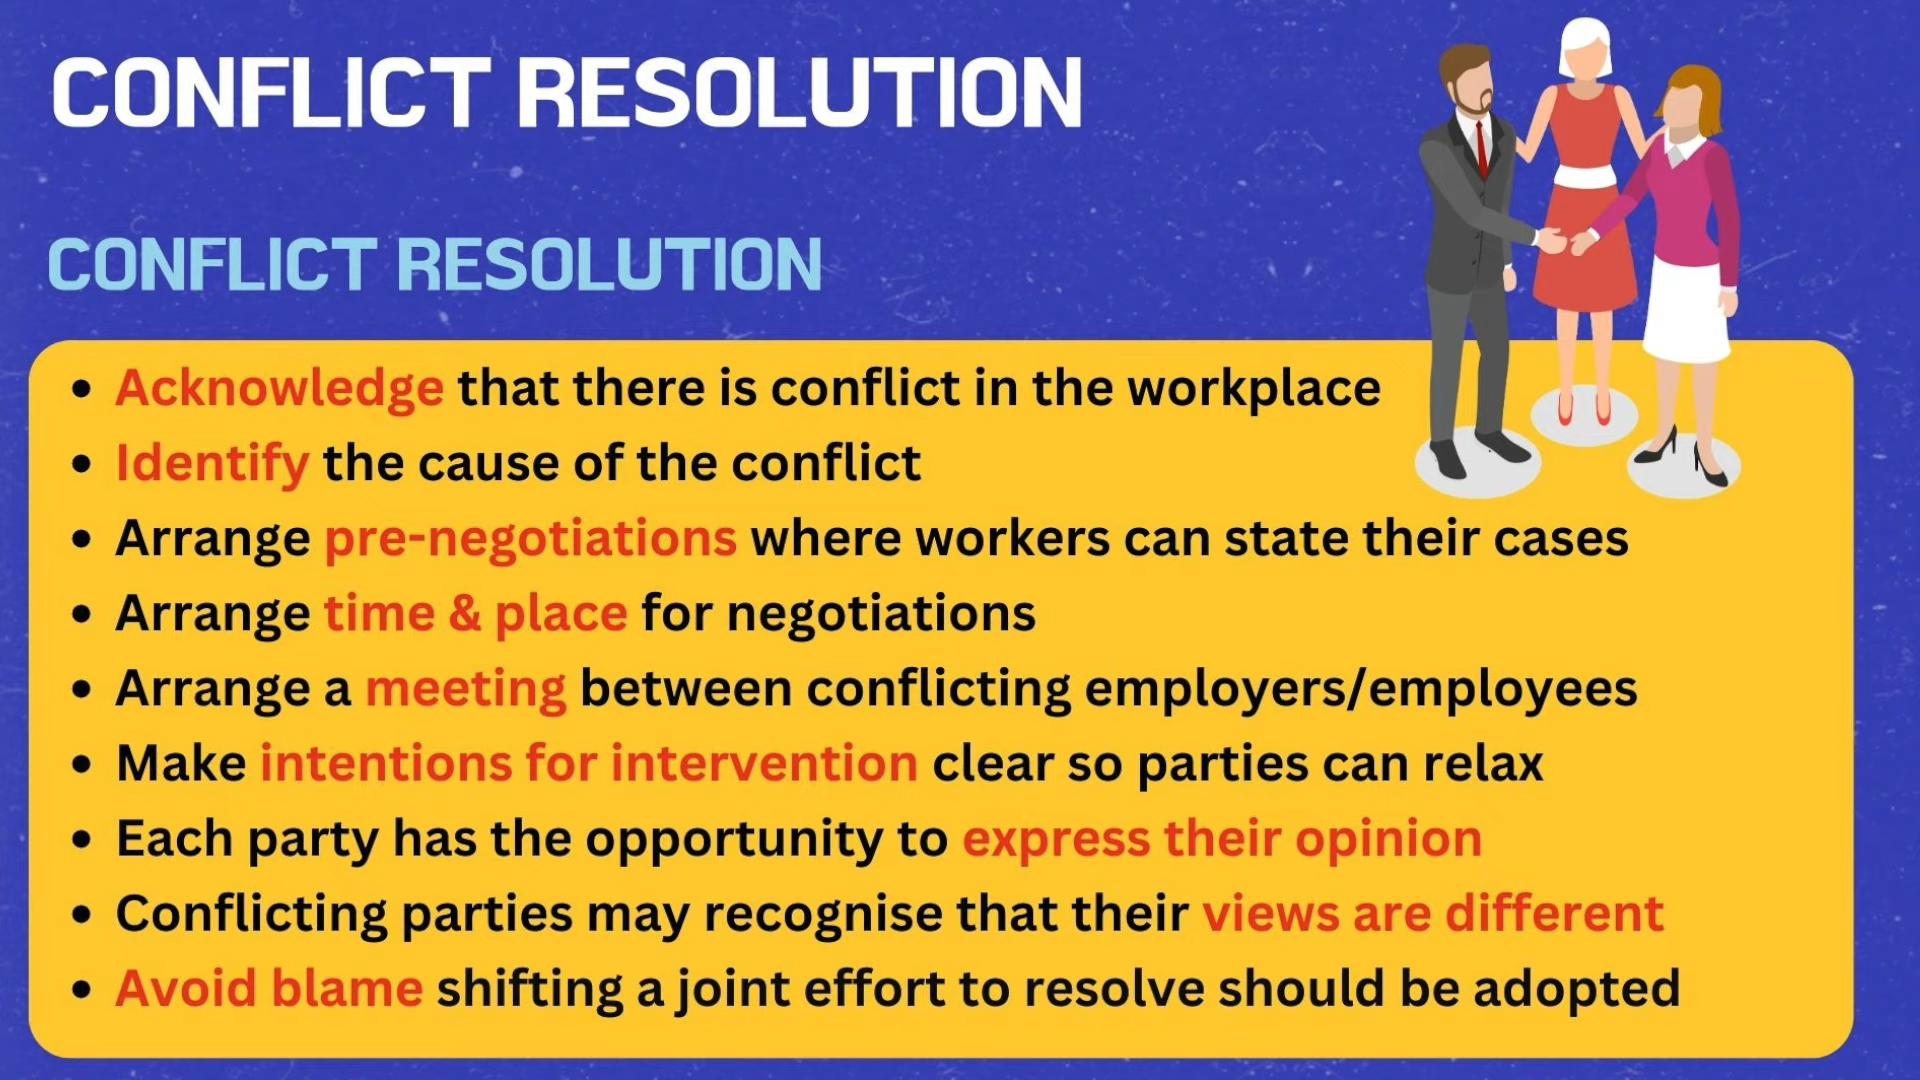 CONFLICT RESOLUTION
CONFLICT RESOLUTION
• Acknowledge that there is conflict in the workplace
• Identify the cause of the conflict
• Arrange pre-negotiations where workers can state their cases
• Arrange time & place for negotiations
• Arrange a meeting between conflicting employers/employees
• Make intentions for intervention clear so parties can relax
• Each party has the opportunity to express their opinion
• Conflicting parties may recognise that their views are different
• Avoid blame shifting a joint effort to resolve should be adopted